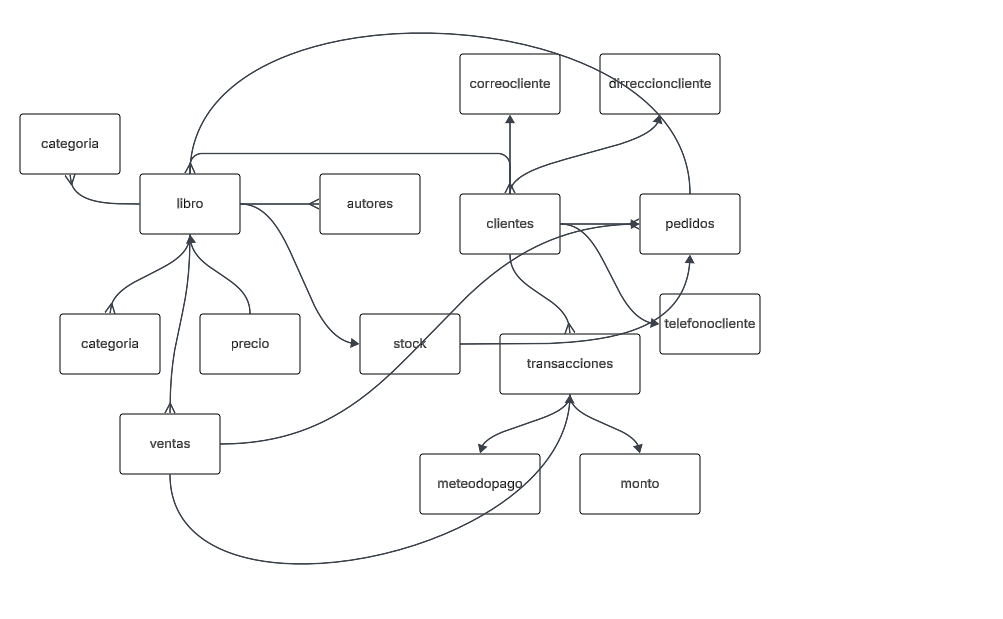 correocliente
dirreccioncliente
categoria
libro
autores
clientes
pedidos
categoria
precio
stock
telefonocliente
transacciones
ventas
meteodopago
monto